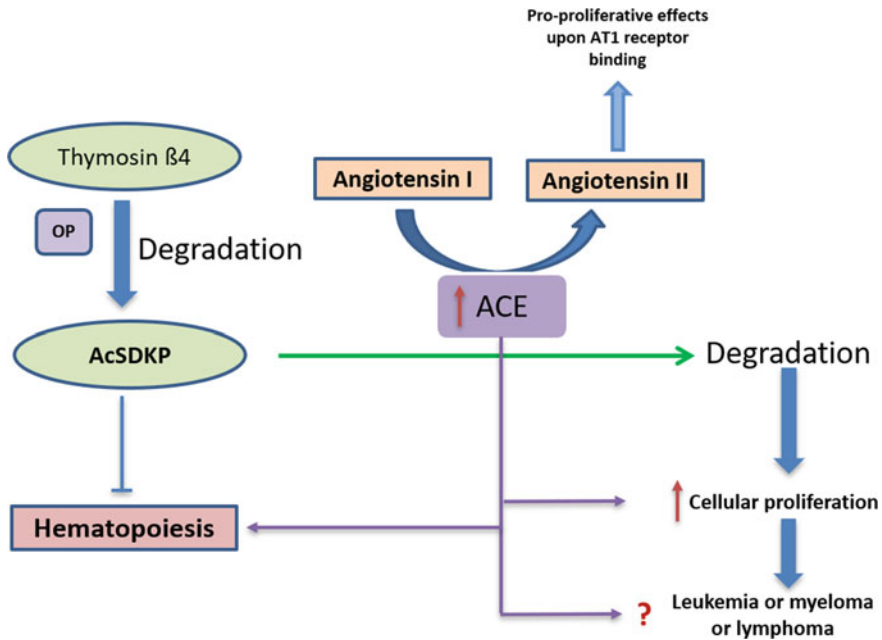 Pro-proliferative effects
upon AT1 receptor
binding
Thymosin ß4
Angiotensin I
Angiotensin II
OP
Degradation
ACE
AcSDKP
Degradation
Hematopoiesis
Cellular proliferation
?
Leukemia or myeloma
or lymphoma